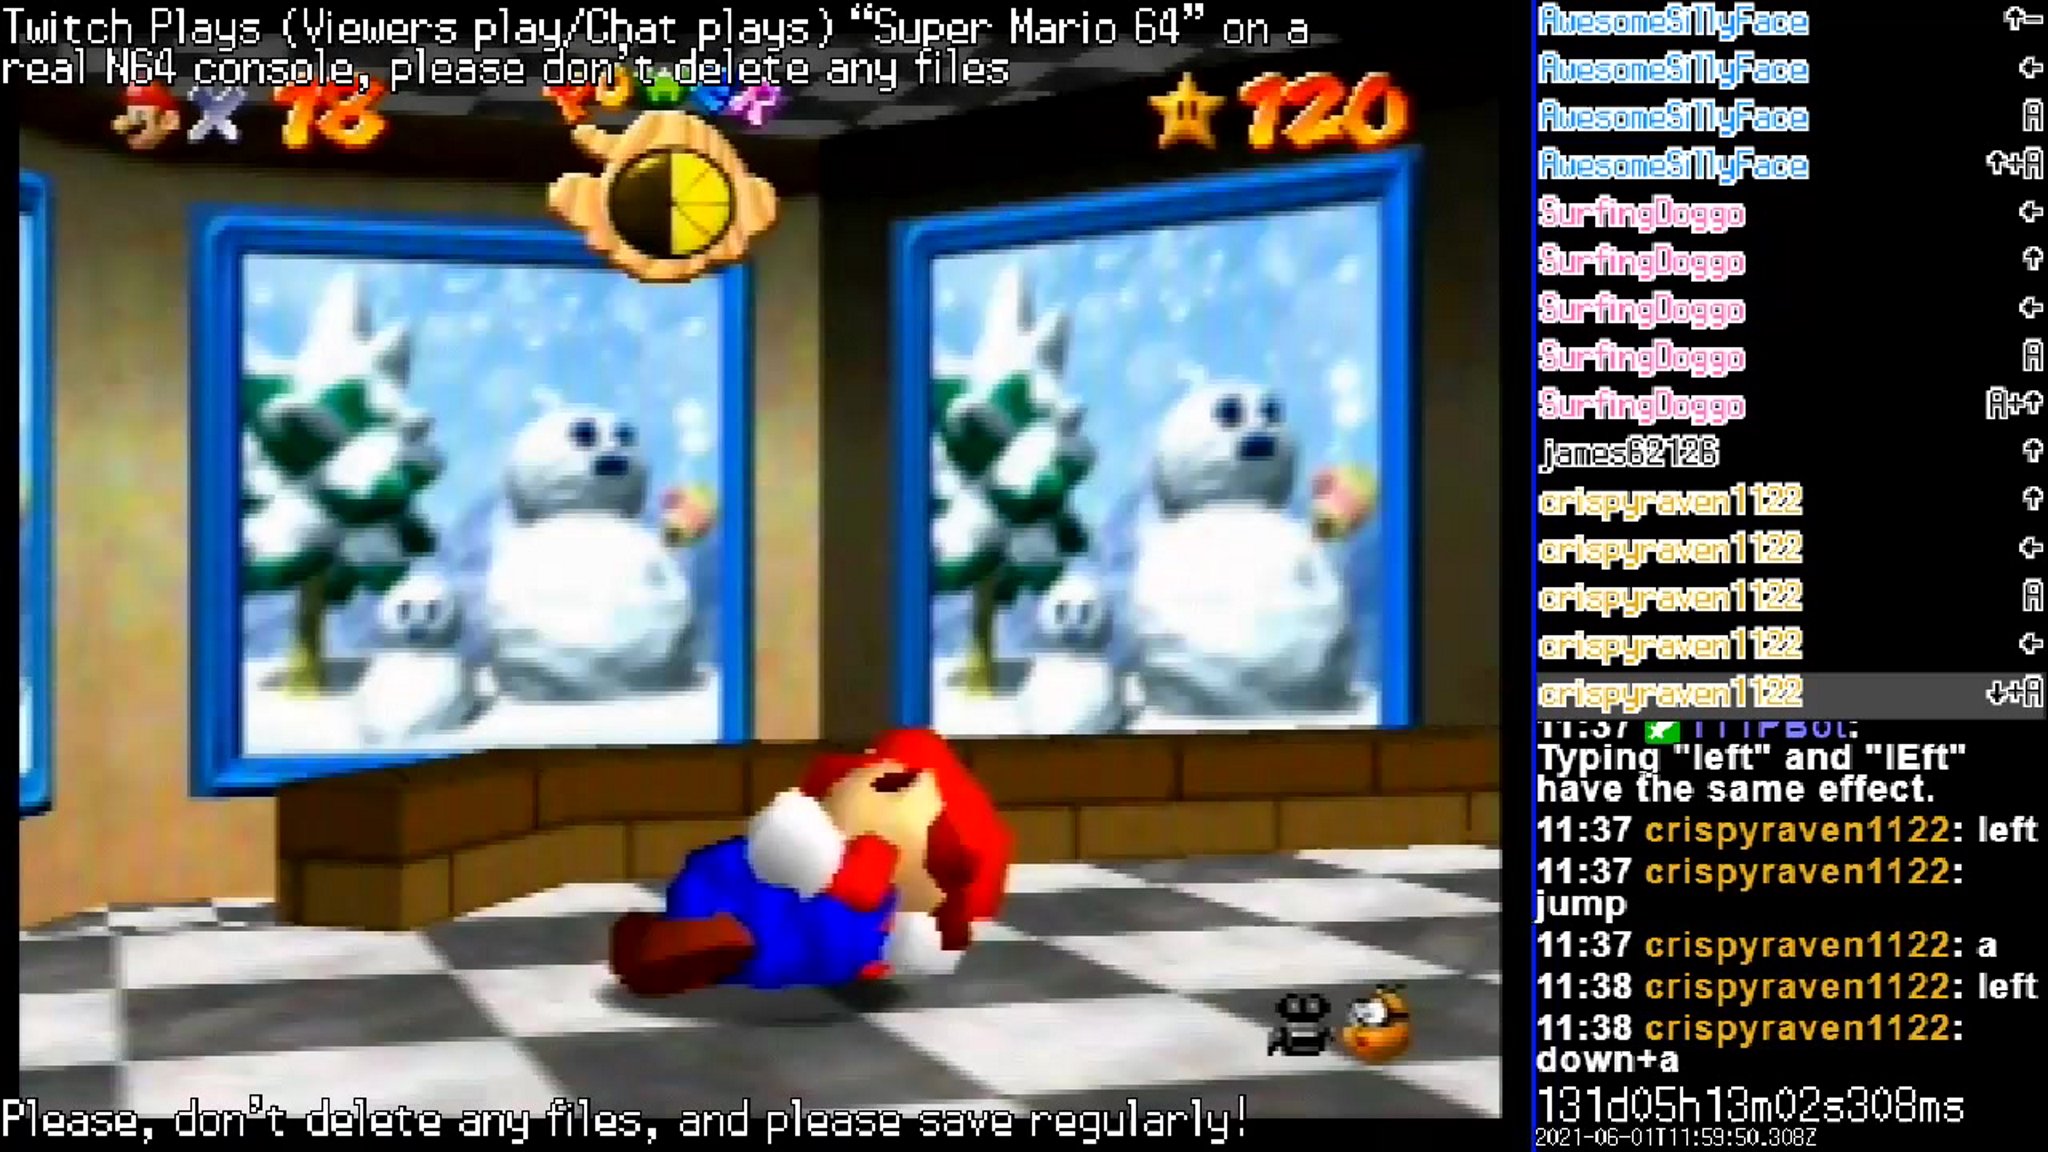 Twitch Plays (Viewers play/Chat plays) “Super Mario 64” on a
real N64 console, please don't delete any files
POWER
X 18
120
Please, don't delete any files, and please save regularly!
AwesomeSillyFace ↑-
AwesomeSillyFace ←
AwesomeSillyFace A
AwesomeSillyFace ↑+A
SurfingDoggo ←
SurfingDoggo ↑
SurfingDoggo ←
SurfingDoggo A
SurfingDoggo A+↑
james62126 ↑
crispyraven1122 ↑
crispyraven1122 ←
crispyraven1122 A
crispyraven1122 ←
crispyraven1122 ↓+A
11:37
Typing "left" and "lEft"
have the same effect.
11:37 crispyraven1122: left
11:37 crispyraven1122:
jump
11:37 crispyraven1122: a
11:38 crispyraven1122: left
11:38 crispyraven1122:
down+a
131d05h13m02s308ms
2021-06-01T11:59:50.308Z